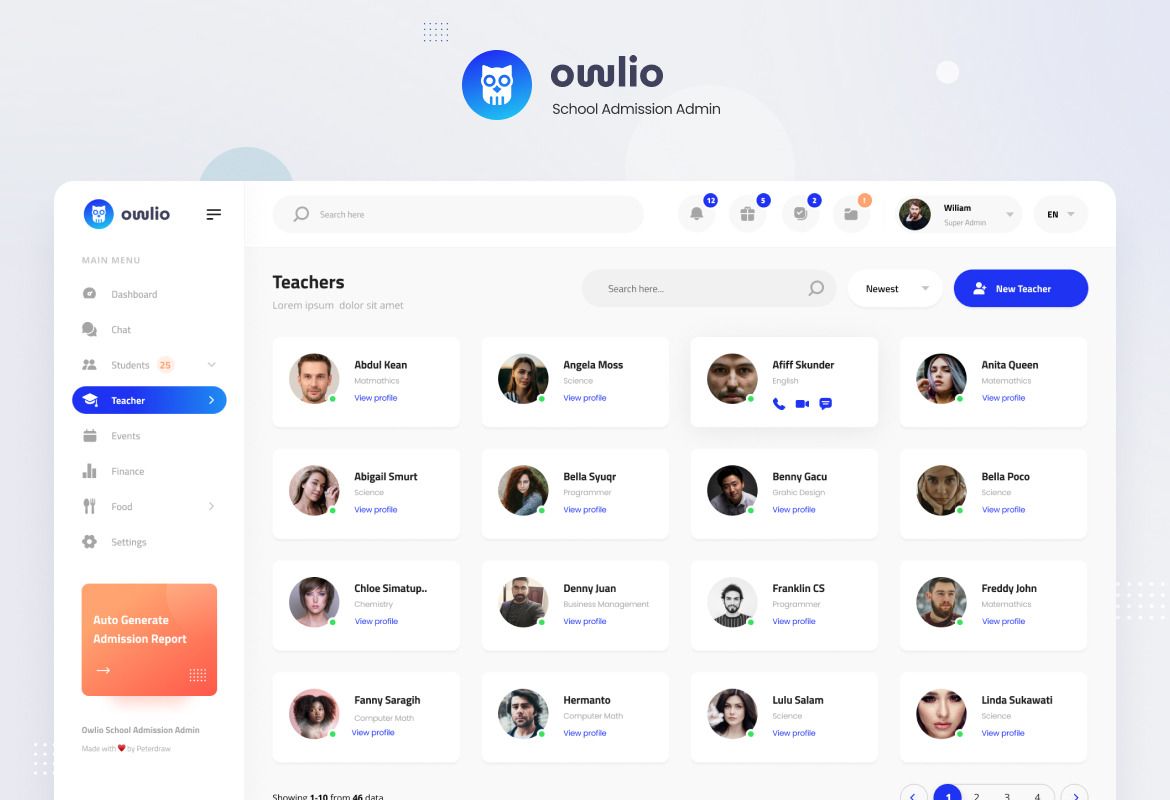 owlio
School Admission Admin
owlio
Search here
12
5
2
!
Wiliam
Super Admin
EN
MAIN MENU
Dashboard
Chat
Students 25
Teacher
Events
Finance
Food
Settings
Auto Generate
Admission Report
Owlio School Admission Admin
Made with ❤ by Peterdraw
Teachers
Lorem ipsum dolor sit amet
Search here...
Newest
New Teacher
Abdul Kean
Matmathics
View profile
Angela Moss
Science
View profile
Afiff Skunder
English
Anita Queen
Matemathics
View profile
Abigail Smurt
Science
View profile
Bella Syuqr
Programmer
View profile
Benny Gacu
Grahic Design
View profile
Bella Poco
Science
View profile
Chloe Simatup..
Chemistry
View profile
Denny Juan
Business Management
View profile
Franklin CS
Programmer
View profile
Freddy John
Matemathics
View profile
Fanny Saragih
Computer Math
View profile
Hermanto
Computer Math
View profile
Lulu Salam
Science
View profile
Linda Sukawati
Science
View profile
Showing 1-10 from 46 data
1 2 3 4